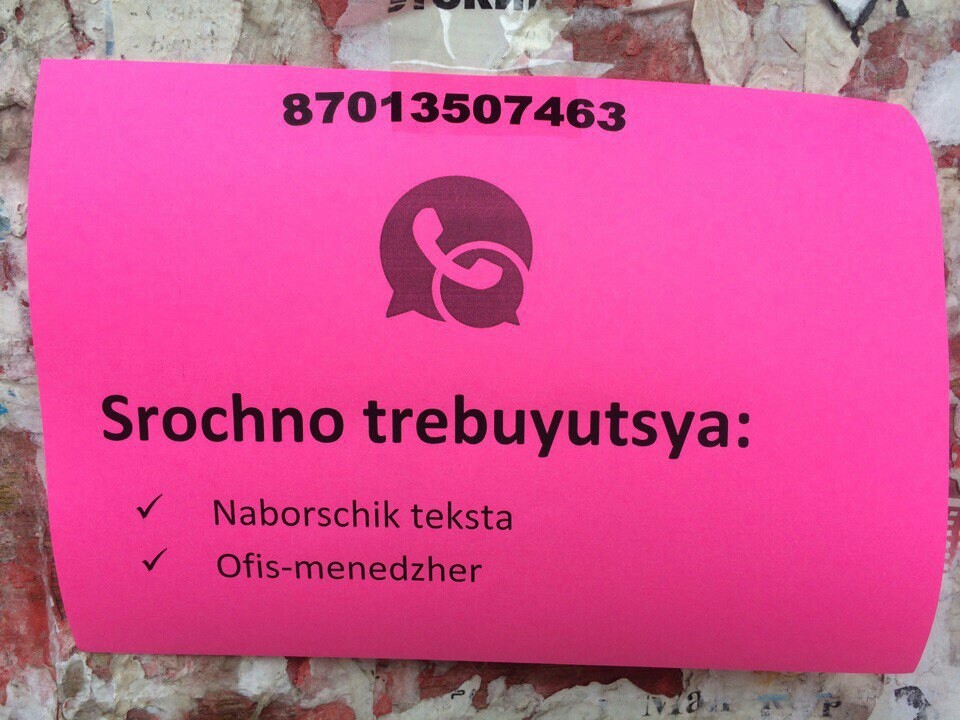 87013507463
Srochno trebuyutsya:
✓ Naborschik teksta
✓ Ofis-menedzher